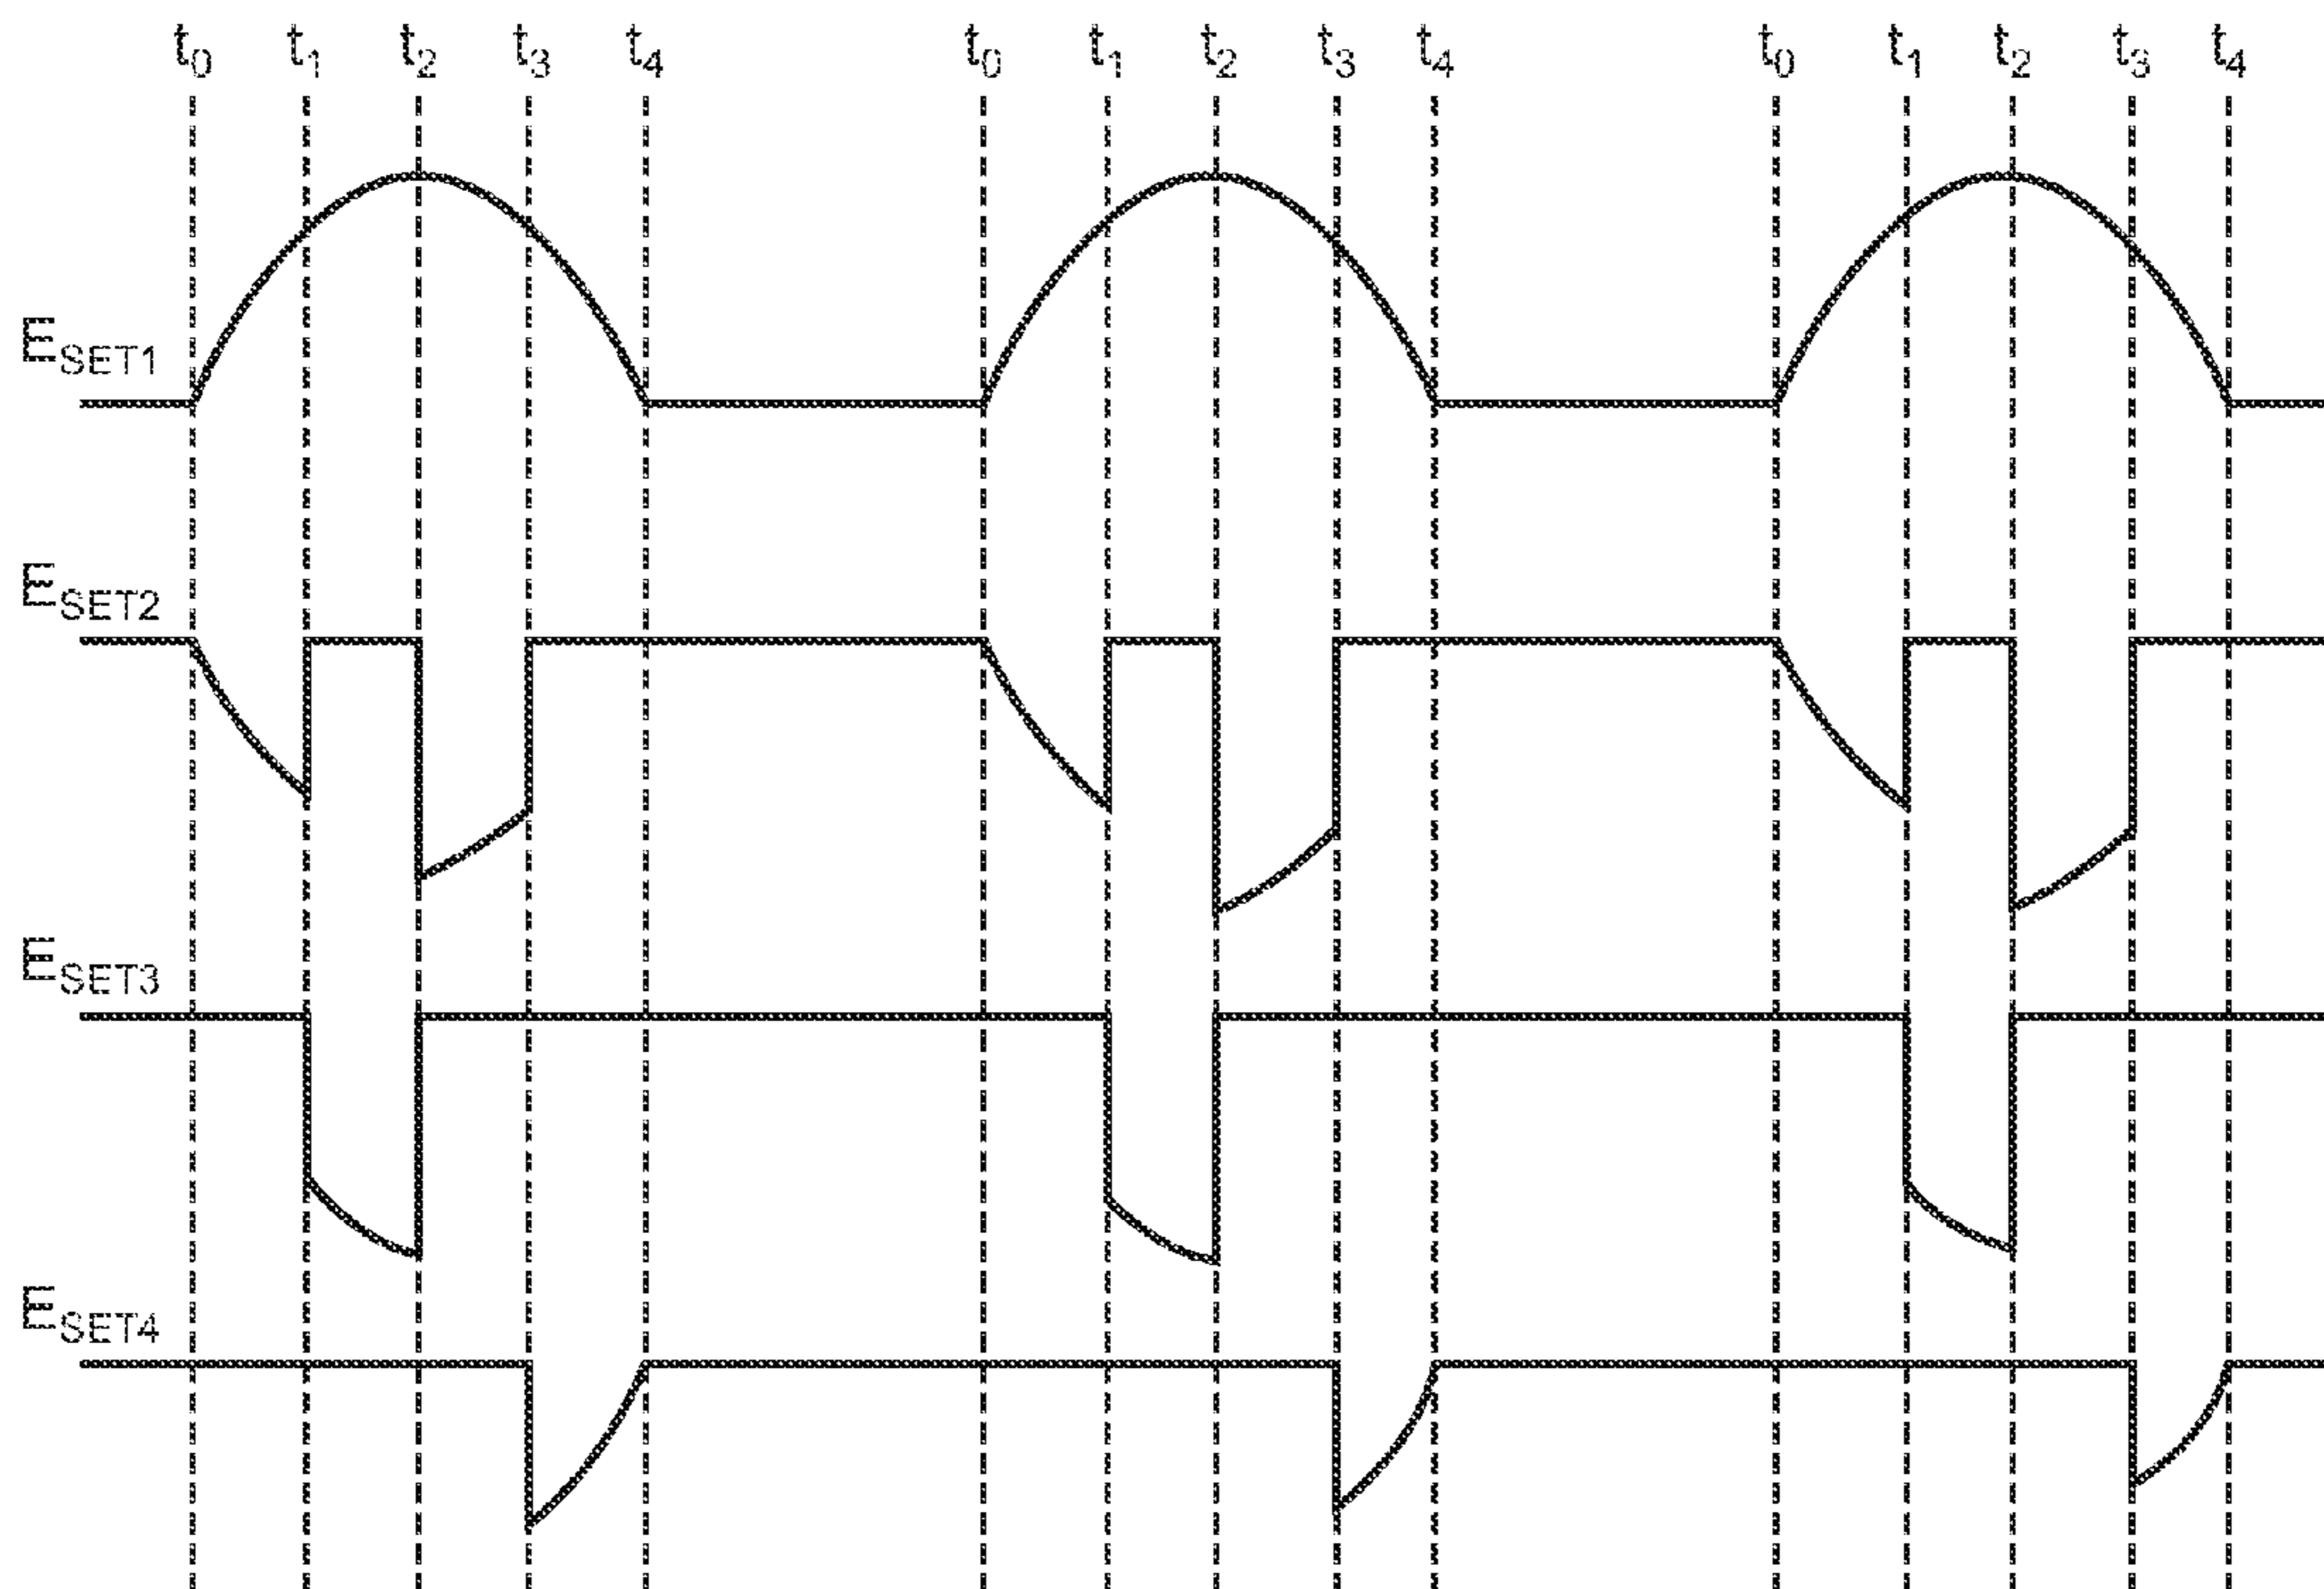 t0 t1 t2 t3 t4 t0 t1 t2 t3 t4 t0 t1 t2 t3 t4
ESET1
ESET2
ESET3
ESET4